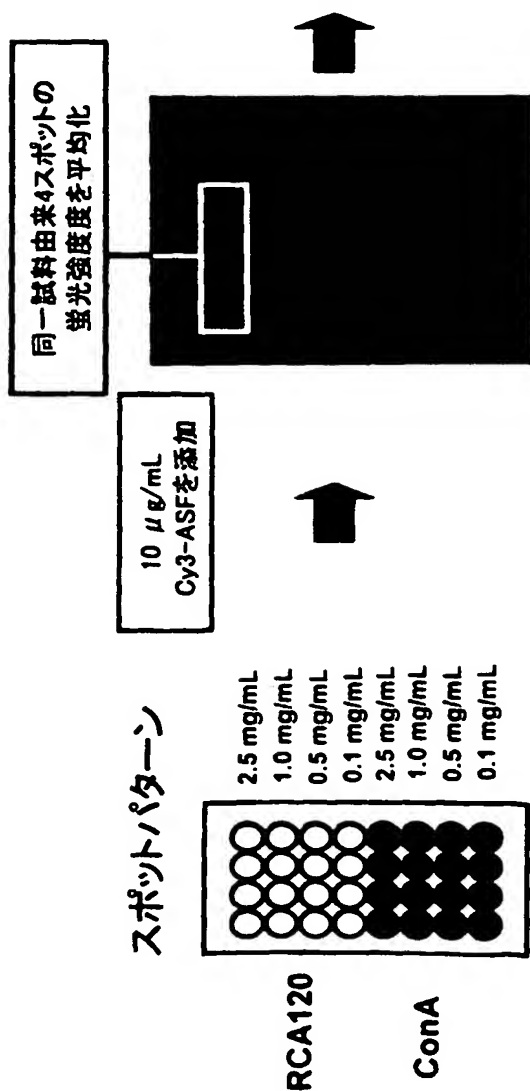 スポットパターン
RCA120
ConA
2.5 mg/mL
1.0 mg/mL
0.5 mg/mL
0.1 mg/mL
2.5 mg/mL
1.0 mg/mL
0.5 mg/mL
0.1 mg/mL
10 μg/mL
Cy3-ASFを添加
同一試料由来4スポットの
蛍光強度度を平均化